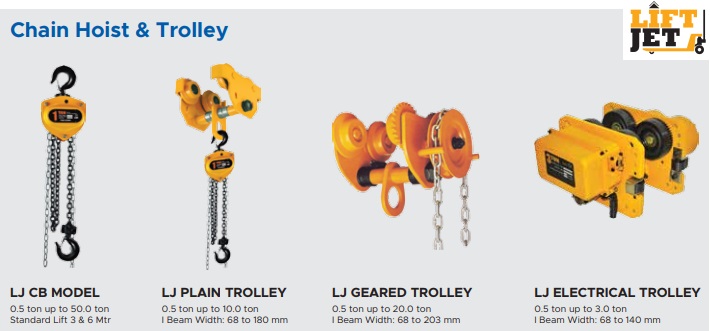 Chain Hoist & Trolley
LIFT
JET
1
LJ CB MODEL
0.5 ton up to 50.0 ton
Standard Lift 3 & 6 Mtr
LJ PLAIN TROLLEY
0.5 ton up to 10.0 ton
I Beam Width: 68 to 180 mm
LJ GEARED TROLLEY
0.5 ton up to 20.0 ton
I Beam Width: 68 to 203 mm
LJ ELECTRICAL TROLLEY
0.5 ton up to 3.0 ton
I Beam Width: 68 to 140 mm